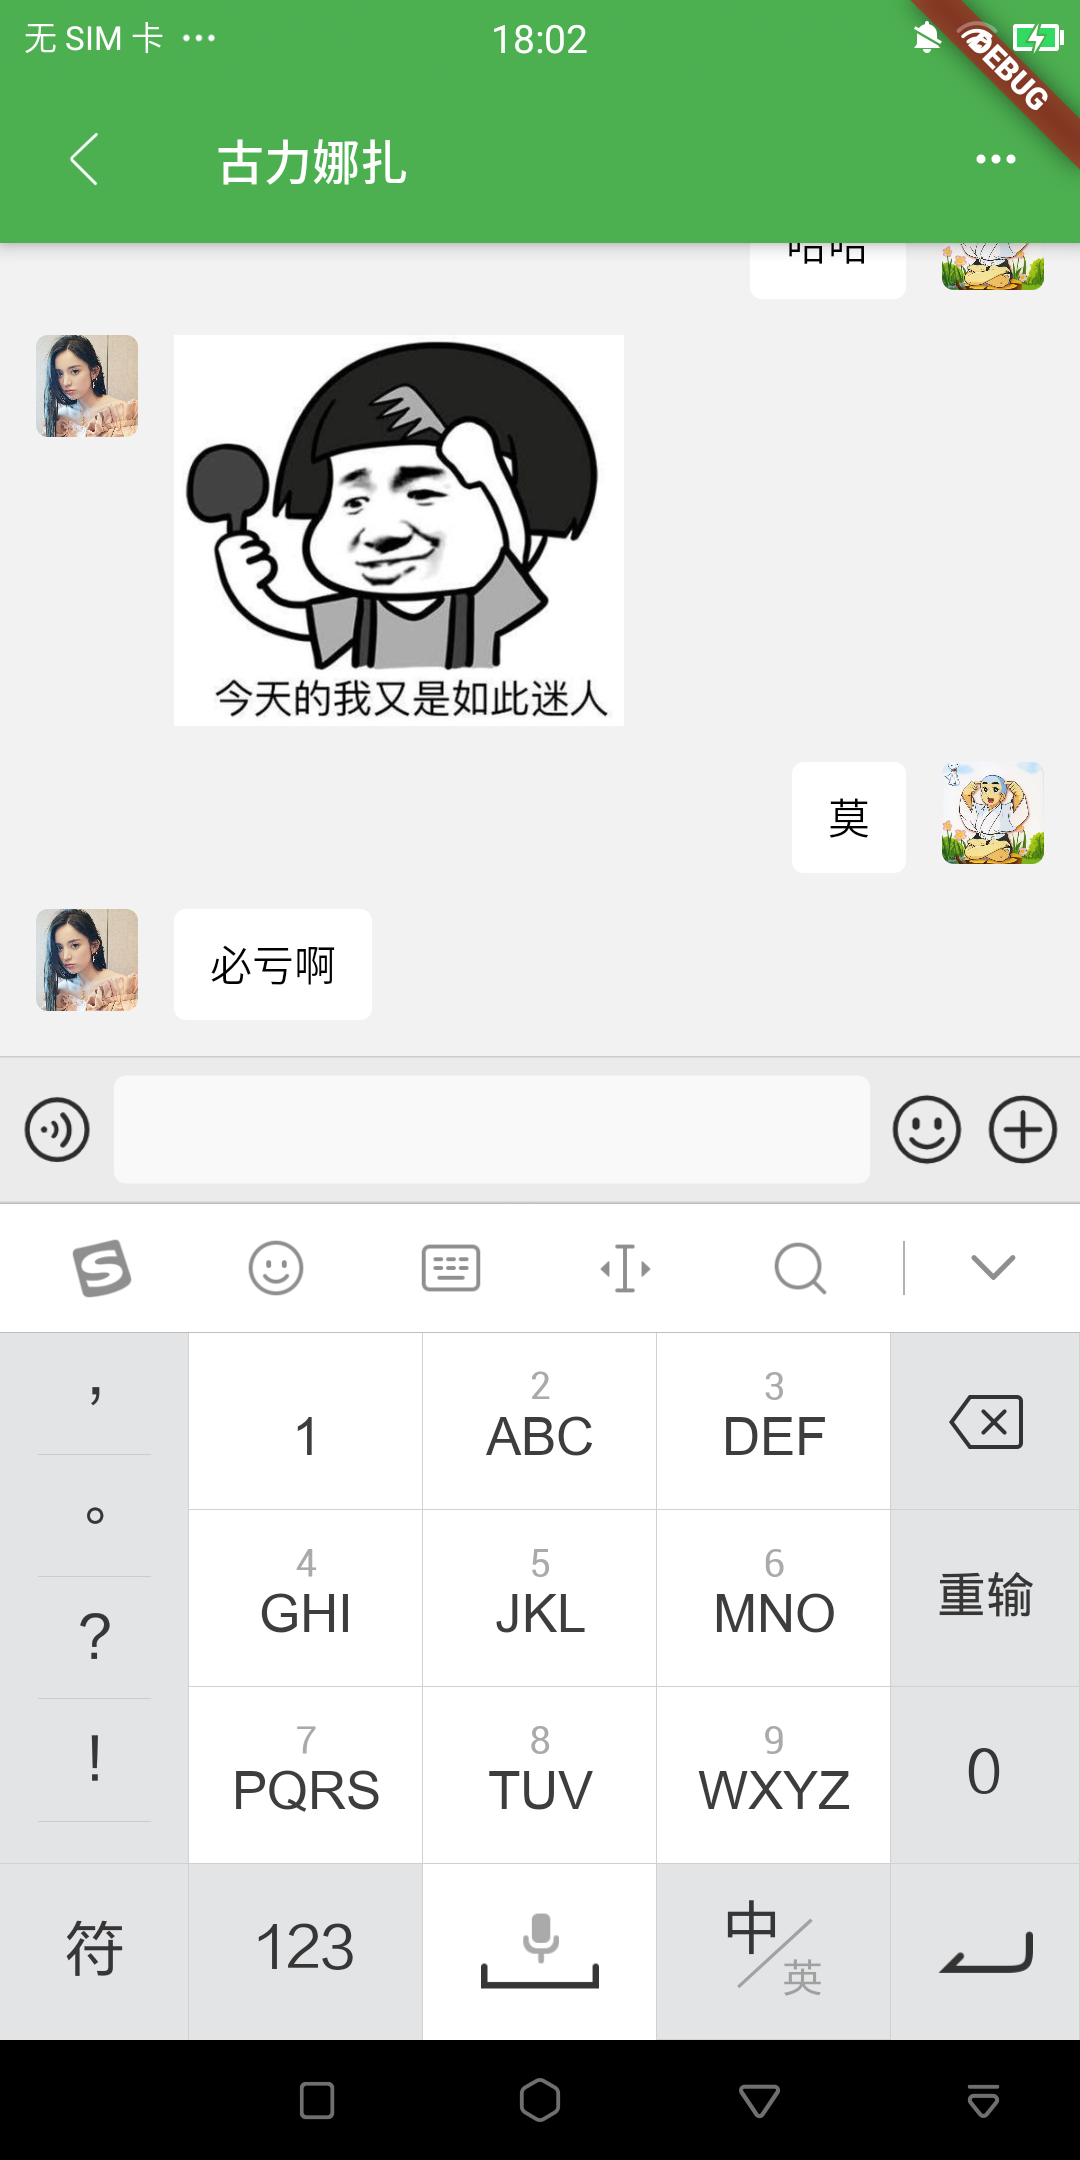 无 SIM 卡 ···
18:02
DEBUG
古力娜扎
哈哈
今天的我又是如此迷人
莫
必亏啊
,
1
2
ABC
3
DEF
。
4
GHI
5
JKL
6
MNO
重输
?
!
7
PQRS
8
TUV
9
WXYZ
0
符
123
中/英